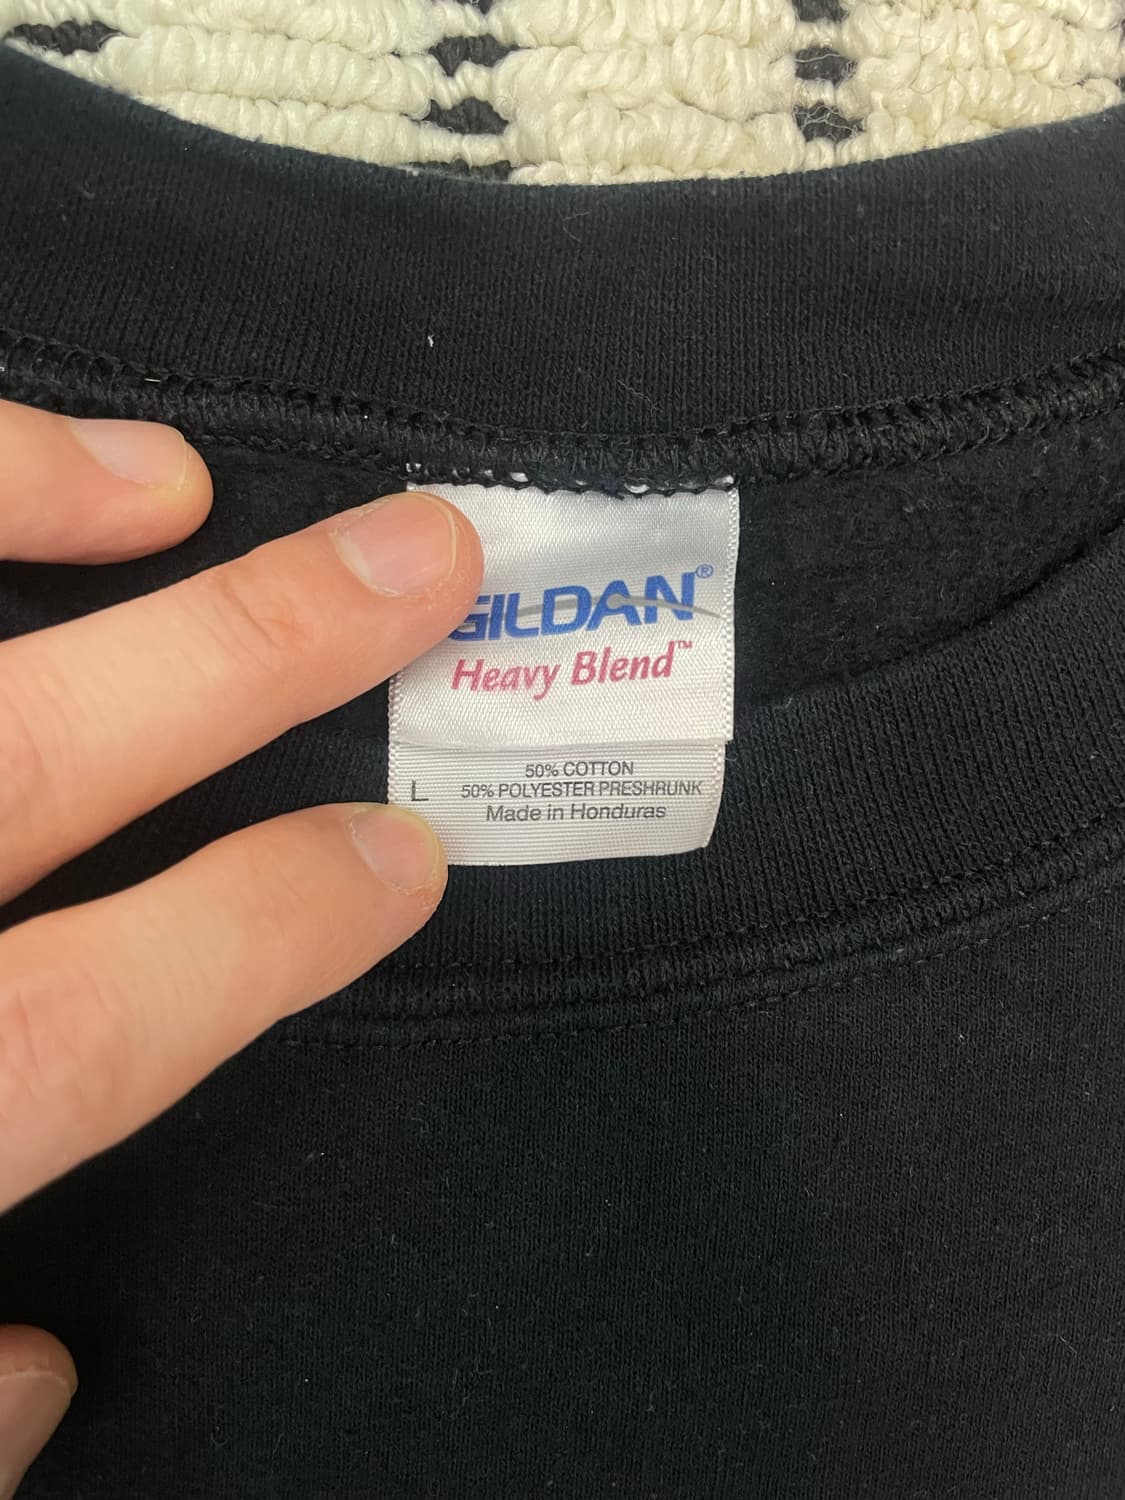 GILDAN®
Heavy Blend™
50% COTTON
L 50% POLYESTER PRESHRUNK
Made in Honduras